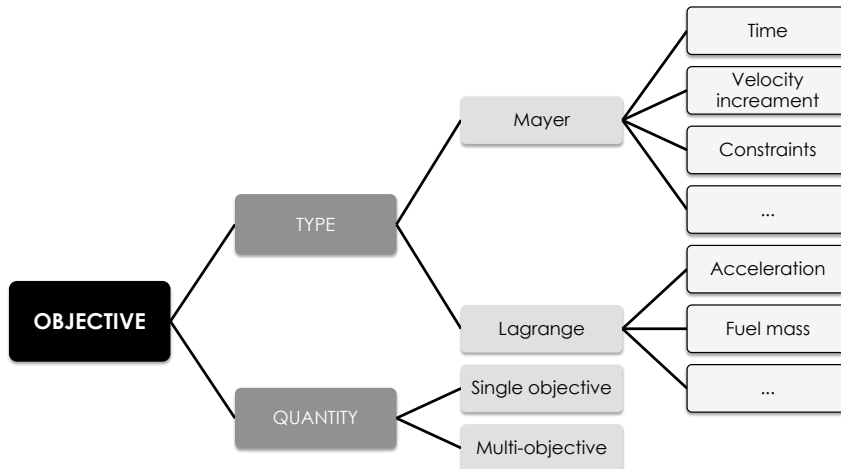 Time
Velocity
increament
Mayer
Constraints
...
TYPE
Acceleration
OBJECTIVE
Lagrange
Fuel mass
...
Single objective
QUANTITY
Multi-objective